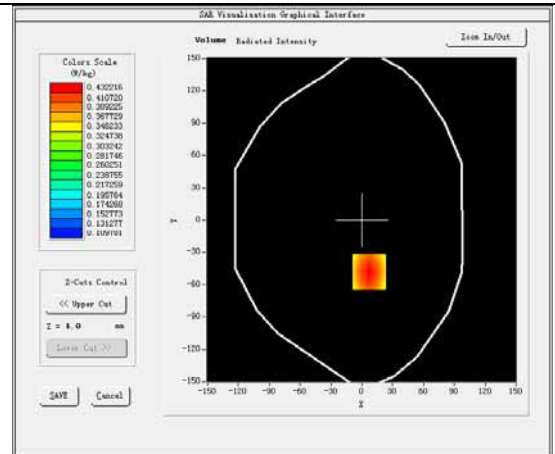 SAR Visualisation Graphical Interface
Volume Radiated Intensity
Zoom In/Out
Colors Scale
(W/kg)
0.432216
0.410720
0.389225
0.367729
0.346233
0.324738
0.303242
0.281746
0.260251
0.238755
0.217259
0.195764
0.174268
0.152773
0.131277
Z-Cuts Control
<< Upper Cut
Z = 4.0 mm
Lower Cut >>
SAVE Cancel
150
120
90
60
30
0
-30
-60
-90
-120
-150
Y
-150 -120 -90 -60 -30 0 30 60 90 120 150
X